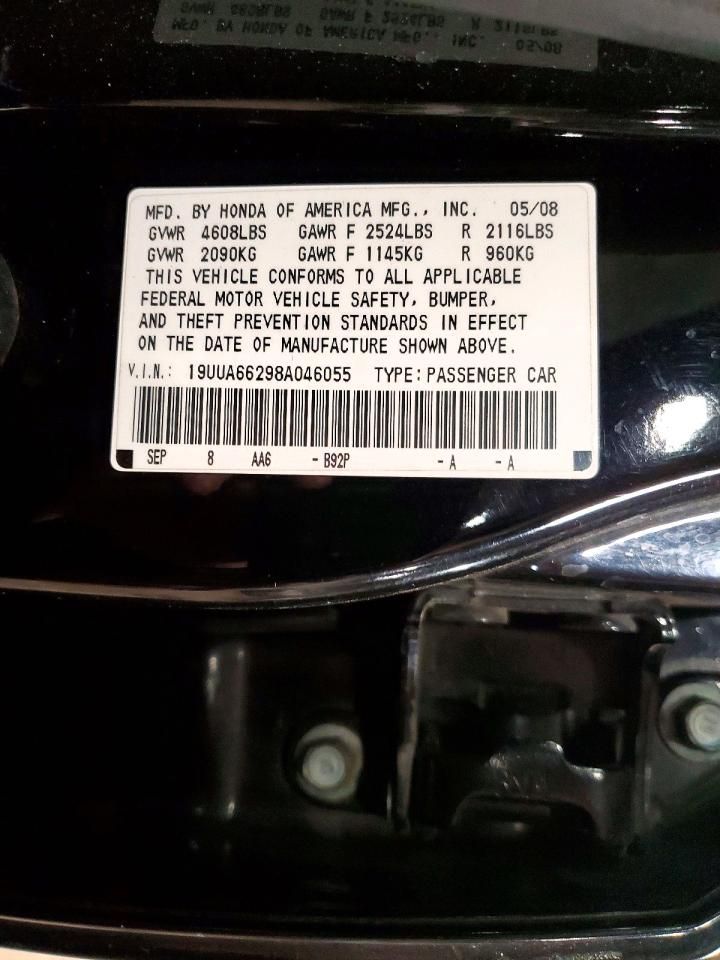 MFD. BY HONDA OF AMERICA MFG., INC. 05/08
GVWR 4608LBS GAWR F 2524LBS R 2116LBS
GVWR 2090KG GAWR F 1145KG R 960KG
THIS VEHICLE CONFORMS TO ALL APPLICABLE
FEDERAL MOTOR VEHICLE SAFETY, BUMPER,
AND THEFT PREVENTION STANDARDS IN EFFECT
ON THE DATE OF MANUFACTURE SHOWN ABOVE.
V.I.N.: 19UUA66298A046055 TYPE: PASSENGER CAR
SEP 8 AA6 -B92P -A -A